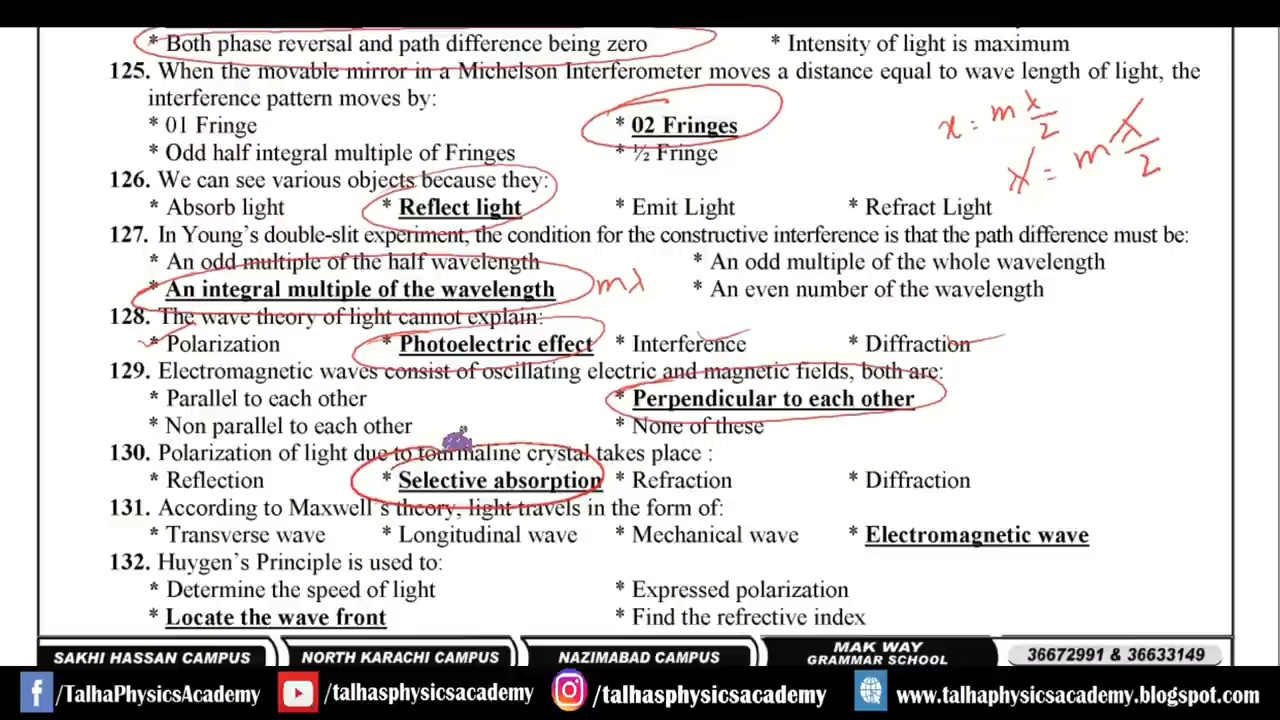 * Both phase reversal and path difference being zero * Intensity of light is maximum
125. When the movable mirror in a Michelson Interferometer moves a distance equal to wave length of light, the
interference pattern moves by:
* 01 Fringe * 02 Fringes
* Odd half integral multiple of Fringes * ½ Fringe
x = m λ/2
x = m λ/2
126. We can see various objects because they:
* Absorb light * Reflect light * Emit Light * Refract Light
127. In Young's double-slit experiment, the condition for the constructive interference is that the path difference must be:
* An odd multiple of the half wavelength * An odd multiple of the whole wavelength
* An integral multiple of the wavelength mλ * An even number of the wavelength
128. The wave theory of light cannot explain:
* Polarization * Photoelectric effect * Interference * Diffraction
129. Electromagnetic waves consist of oscillating electric and magnetic fields, both are:
* Parallel to each other * Perpendicular to each other
* Non parallel to each other * None of these
130. Polarization of light due to tourmaline crystal takes place :
* Reflection * Selective absorption * Refraction * Diffraction
131. According to Maxwell's theory, light travels in the form of:
* Transverse wave * Longitudinal wave * Mechanical wave * Electromagnetic wave
132. Huygen's Principle is used to:
* Determine the speed of light * Expressed polarization
* Locate the wave front * Find the refrective index
SAKHI HASSAN CAMPUS NORTH KARACHI CAMPUS NAZIMABAD CAMPUS MAK WAY GRAMMAR SCHOOL 36672991 & 36633149
/TalhaPhysicsAcademy /talhasphysicsacademy /talhasphysicsacademy www.talhaphysicsacademy.blogspot.com